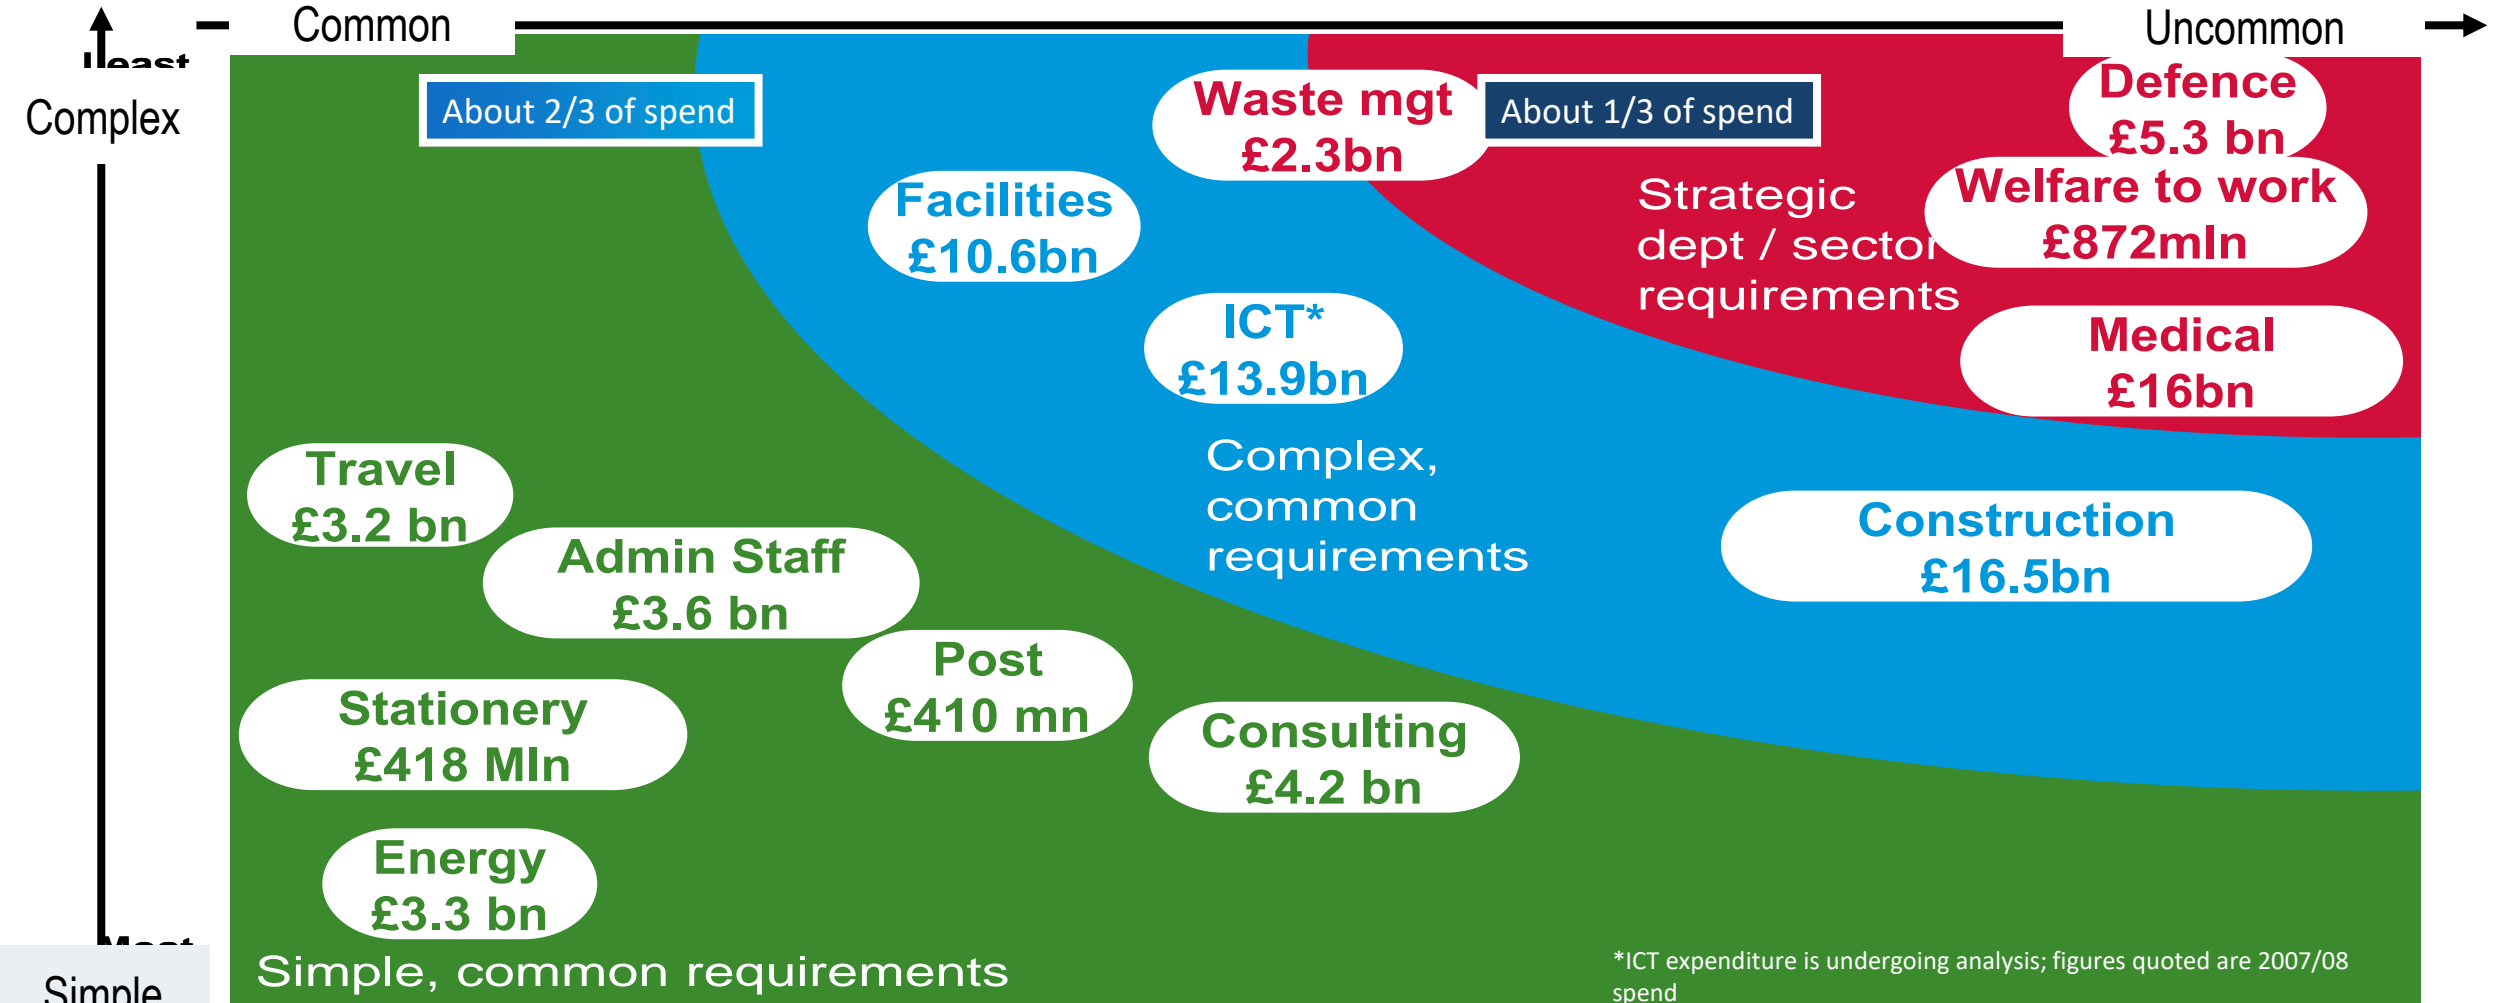 Common
Uncommon
Least
Complex
About 2/3 of spend
Waste mgt
£2.3bn
About 1/3 of spend
Defence
£5.3 bn
Facilities
£10.6bn
Strategic
dept / sector
requirements
Welfare to work
£872mln
ICT*
£13.9bn
Medical
£16bn
Complex,
common
requirements
Travel
£3.2 bn
Construction
£16.5bn
Admin Staff
£3.6 bn
Post
£410 mn
Stationery
£418 Mln
Consulting
£4.2 bn
Energy
£3.3 bn
Most
Simple
Simple, common requirements
*ICT expenditure is undergoing analysis; figures quoted are 2007/08
spend